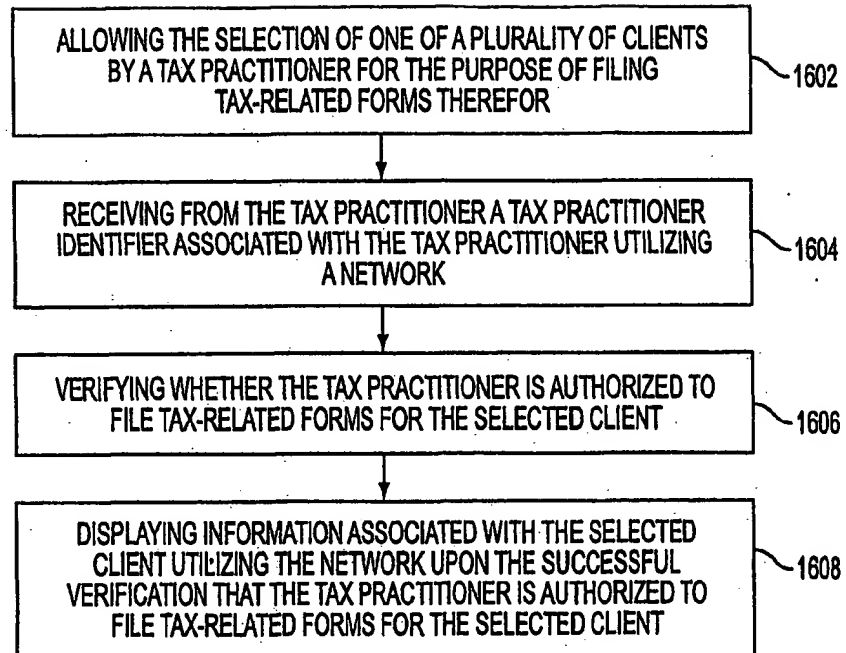 ALLOWING THE SELECTION OF ONE OF A PLURALITY OF CLIENTS
BY A TAX PRACTITIONER FOR THE PURPOSE OF FILING
TAX-RELATED FORMS THEREFOR
1602
RECEIVING FROM THE TAX PRACTITIONER A TAX PRACTITIONER
IDENTIFIER ASSOCIATED WITH THE TAX PRACTITIONER UTILIZING
A NETWORK
1604
VERIFYING WHETHER THE TAX PRACTITIONER IS AUTHORIZED TO
FILE TAX-RELATED FORMS FOR THE SELECTED CLIENT
1606
DISPLAYING INFORMATION ASSOCIATED WITH THE SELECTED
CLIENT UTILIZING THE NETWORK UPON THE SUCCESSFUL
VERIFICATION THAT THE TAX PRACTITIONER IS AUTHORIZED TO
FILE TAX-RELATED FORMS FOR THE SELECTED CLIENT
1608